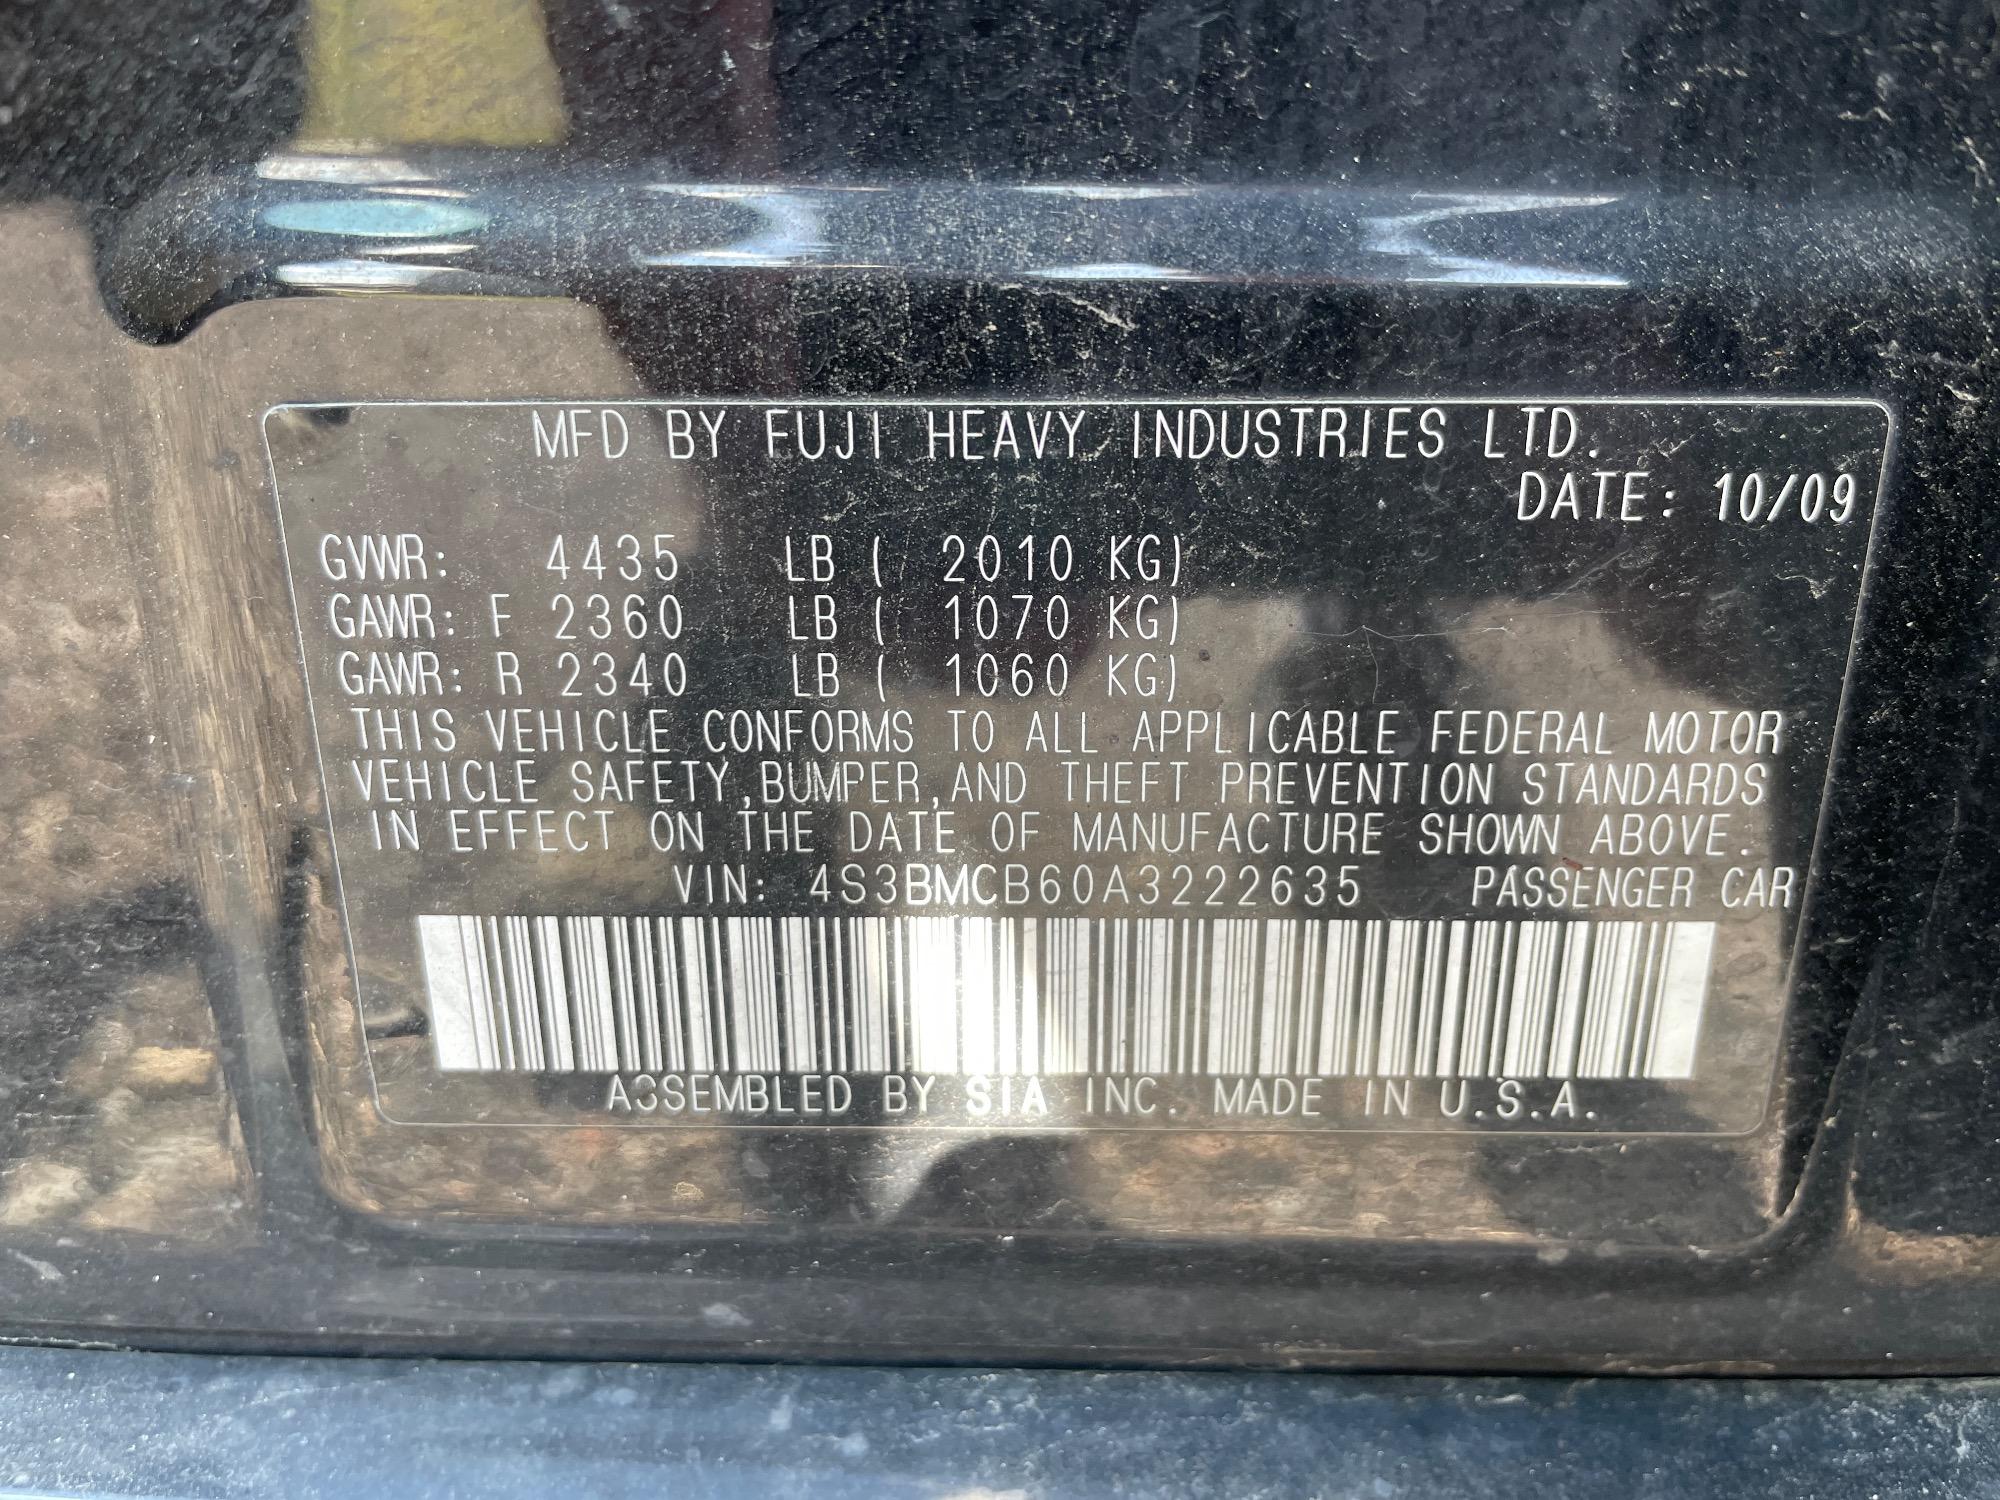 MFD BY FUJI HEAVY INDUSTRIES LTD.
DATE: 10/09
GVWR: 4435 LB ( 2010 KG)
GAWR: F 2360 LB ( 1070 KG)
GAWR: R 2340 LB ( 1060 KG)
THIS VEHICLE CONFORMS TO ALL APPLICABLE FEDERAL MOTOR
VEHICLE SAFETY,BUMPER,AND THEFT PREVENTION STANDARDS
IN EFFECT ON THE DATE OF MANUFACTURE SHOWN ABOVE.
VIN: 4S3BMCB60A3222635 PASSENGER CAR
ASSEMBLED BY SIA INC. MADE IN U.S.A.